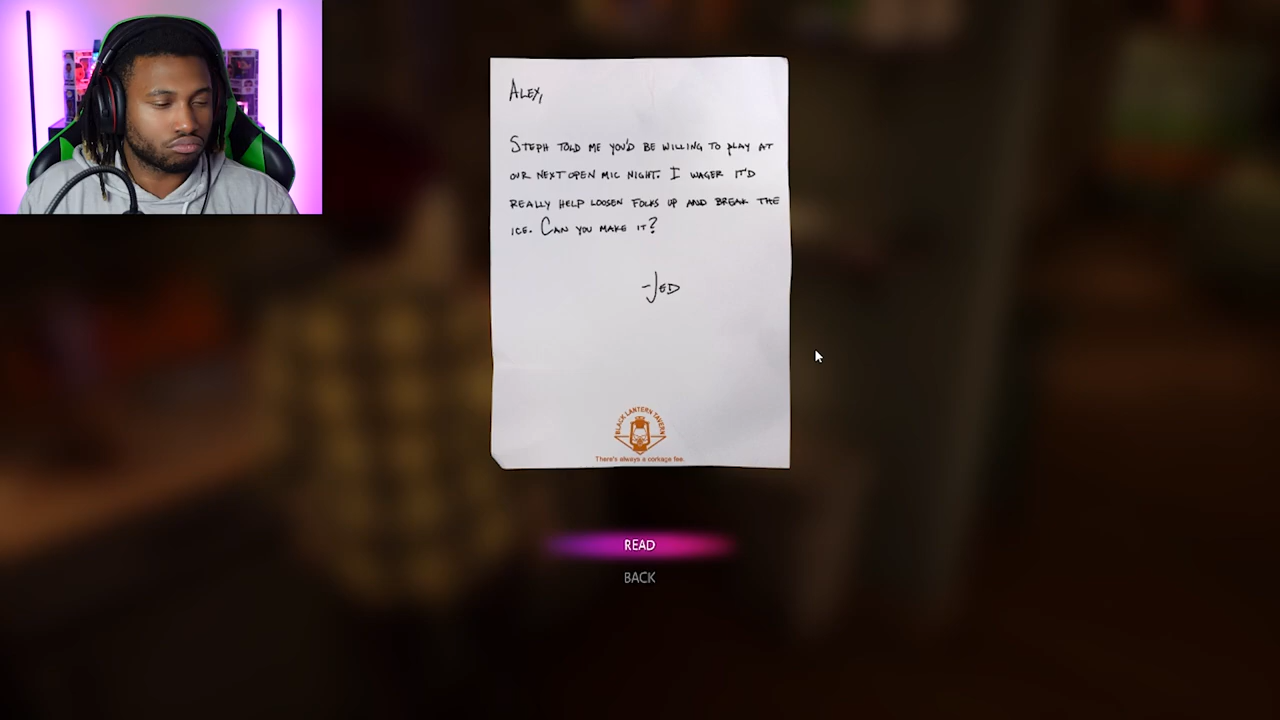 ALEX,
STEPH TOLD ME YOU'D BE WILLING TO PLAY AT
OUR NEXT OPEN MIC NIGHT. I WAGER IT'D
REALLY HELP LOOSEN FOLKS UP AND BREAK THE
ICE. CAN YOU MAKE IT?
-JED
BLACK LANTERN TAVERN
There's always a corkage fee.
READ
BACK